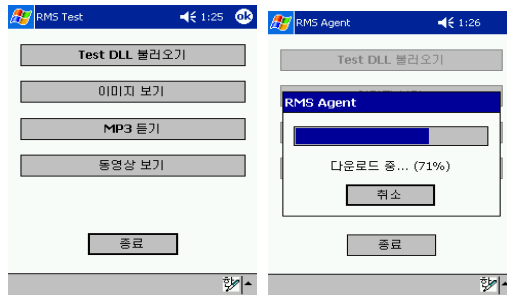 RMS Test 1:25 ok
Test DLL 불러오기
이미지 보기
MP3 듣기
동영상 보기
종료
한
RMS Agent 1:26
Test DLL 불러오기
RMS Agent
다운로드 중... (71%)
취소
종료
한